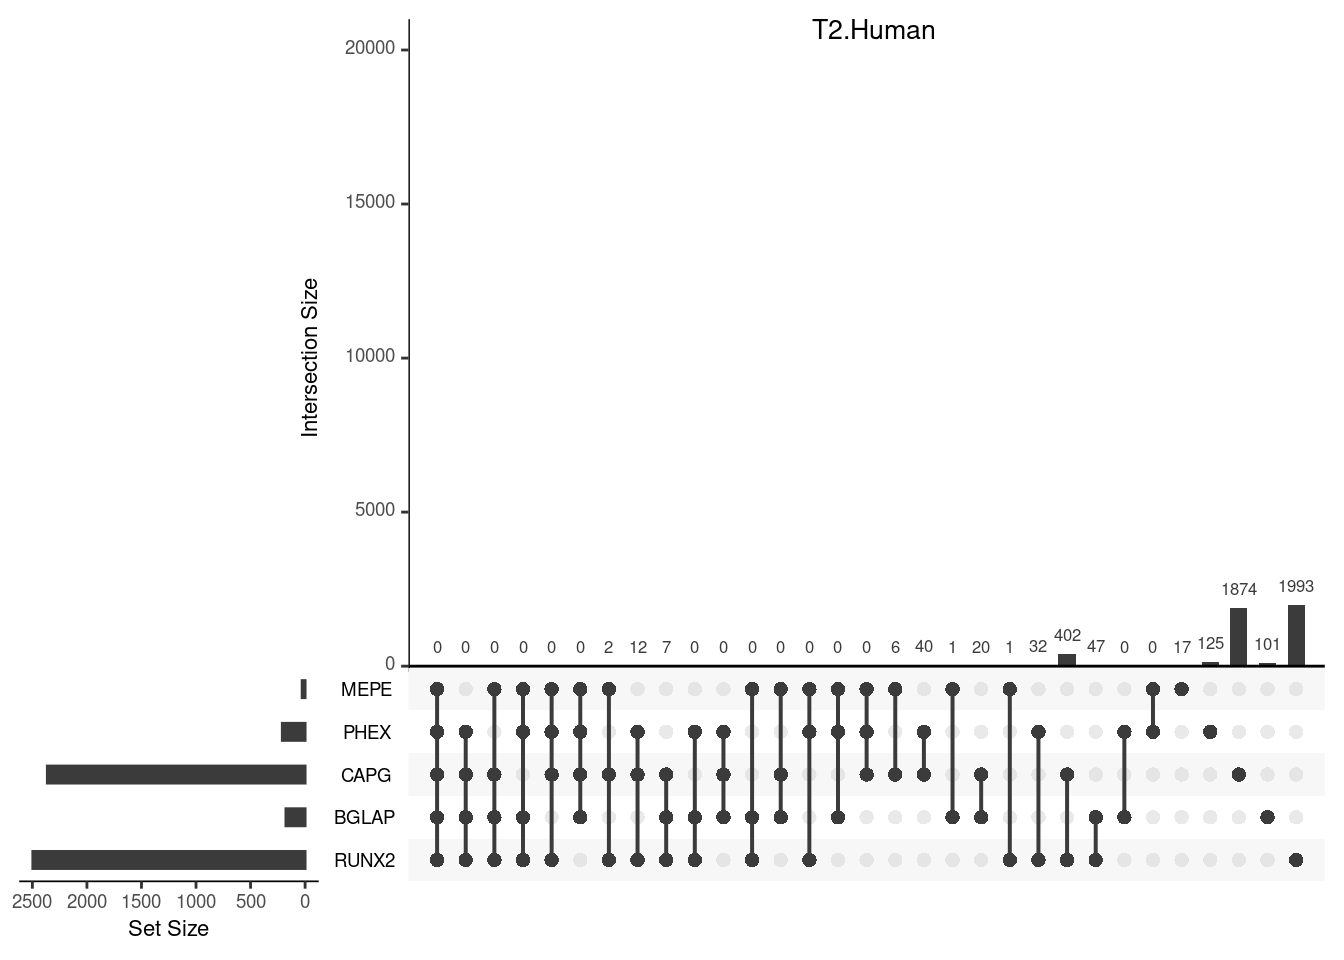 T2.Human
20000
15000
10000
5000
0
Intersection Size
0 0 0 0 0 0 2 12 7 0 0 0 0 0 0 0 6 40 1 20 1 32 402 47 0 0 17 125 1874 101 1993
MEPE
PHEX
CAPG
BGLAP
RUNX2
2500 2000 1500 1000 500 0
Set Size